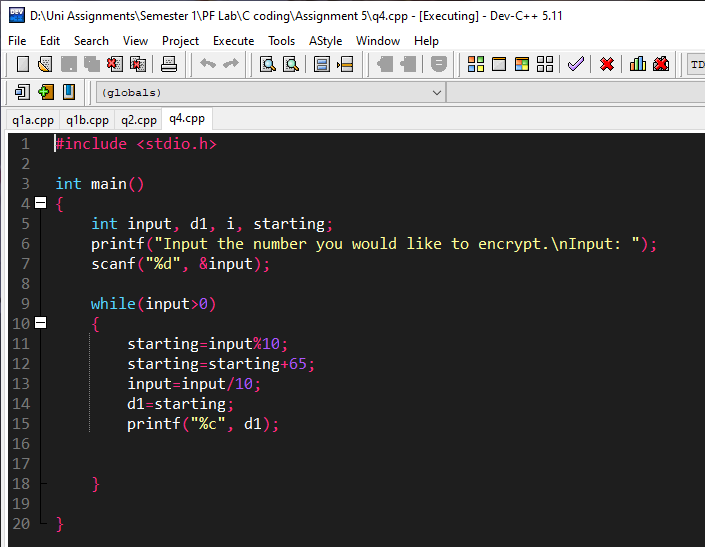 D:\Uni Assignments\Semester 1\PF Lab\C coding\Assignment 5\q4.cpp - [Executing] - Dev-C++ 5.11
File Edit Search View Project Execute Tools AStyle Window Help
TD
(globals)
q1a.cpp q1b.cpp q2.cpp q4.cpp
1 #include <stdio.h>
2
3 int main()
4 {
5 int input, d1, i, starting;
6 printf("Input the number you would like to encrypt.\nInput: ");
7 scanf("%d", &input);
8
9 while(input>0)
10 {
11 starting=input%10;
12 starting=starting+65;
13 input=input/10;
14 d1=starting;
15 printf("%c", d1);
16
17
18 }
19
20 }